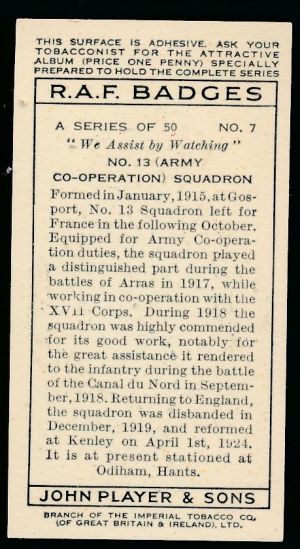 THIS SURFACE IS ADHESIVE. ASK YOUR
TOBACCONIST FOR THE ATTRACTIVE
ALBUM (PRICE ONE PENNY) SPECIALLY
PREPARED TO HOLD THE COMPLETE SERIES
R.A.F. BADGES
A SERIES OF 50 NO. 7
"We Assist by Watching"
NO. 13 (ARMY
CO-OPERATION) SQUADRON
Formed in January, 1915, at Gos-
port, No. 13 Squadron left for
France in the following October.
Equipped for Army Co-opera-
tion duties, the squadron played
a distinguished part during the
battles of Arras in 1917, while
working in co-operation with the
XVII Corps. During 1918 the
squadron was highly commended
for its good work, notably for
the great assistance it rendered
to the infantry during the battle
of the Canal du Nord in Septem-
ber, 1918. Returning to England,
the squadron was disbanded in
December, 1919, and reformed
at Kenley on April 1st, 1924.
It is at present stationed at
Odiham, Hants.
JOHN PLAYER & SONS
BRANCH OF THE IMPERIAL TOBACCO CO.
(OF GREAT BRITAIN & IRELAND), LTD.